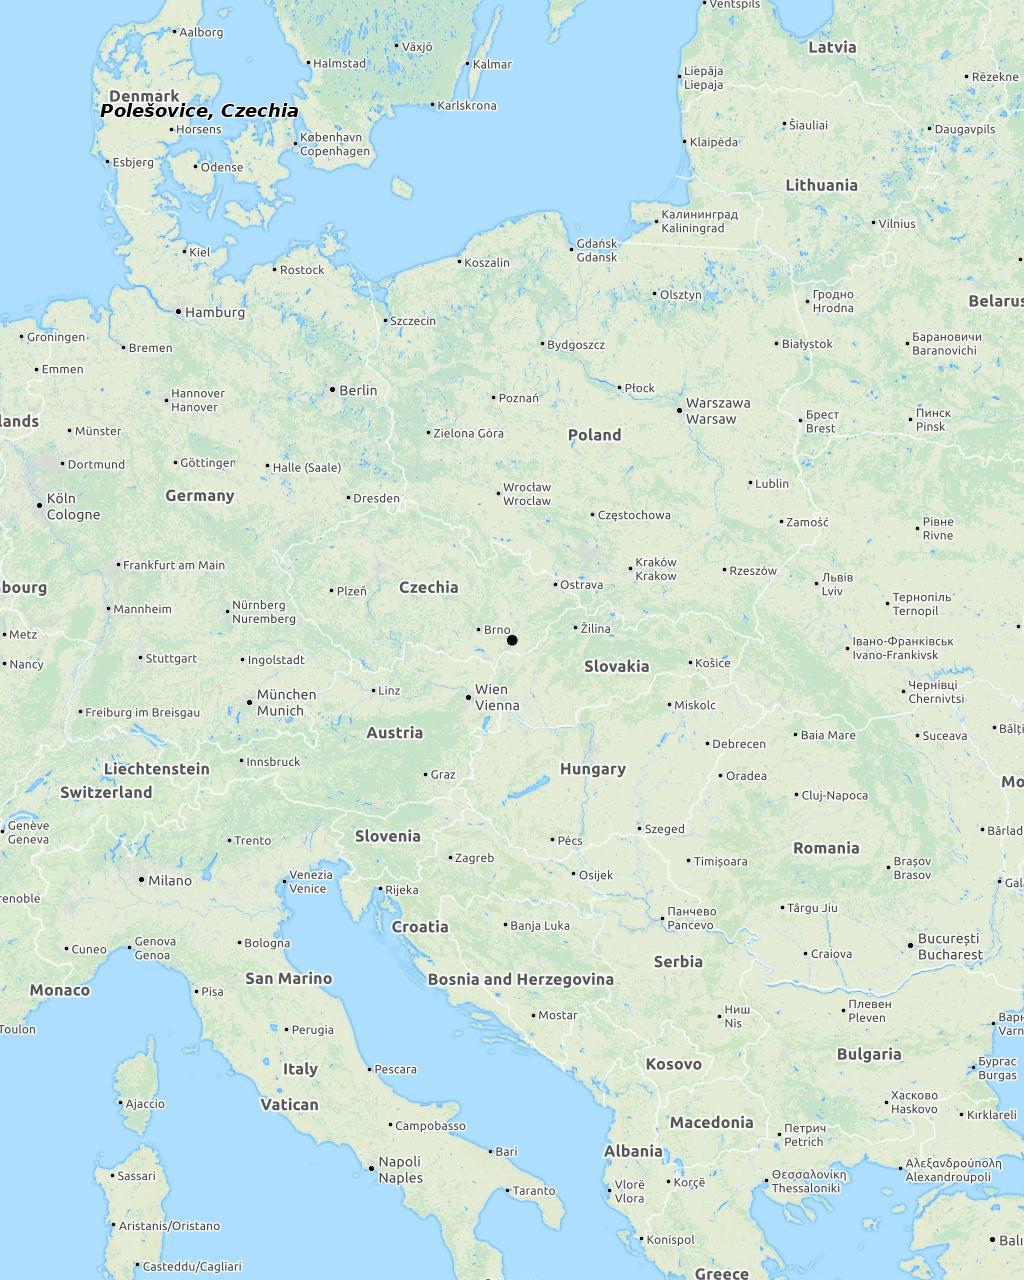 Ventspils
Aalborg
Växjö
Latvia
Halmstad
Kalmar
Liepāja
Liepaja
Rēzekne
Denmark
Polešovice, Czechia
Karlskrona
Horsens
København
Copenhagen
Šiauliai
Daugavpils
Klaipėda
Esbjerg
Odense
Lithuania
Калининград
Kaliningrad
Vilnius
Kiel
Gdańsk
Gdansk
Koszalin
Rostock
Olsztyn
Гродно
Hrodna
Belarus
Hamburg
Szczecin
Groningen
Bremen
Bydgoszcz
Białystok
Барановичи
Baranovichi
Emmen
Hannover
Hanover
Berlin
Poznań
Płock
Warszawa
Warsaw
lands
Münster
Zielona Góra
Poland
Брест
Brest
Пинск
Pinsk
Dortmund
Göttingen
Halle (Saale)
Lublin
Köln
Cologne
Germany
Dresden
Wrocław
Wroclaw
Częstochowa
Zamość
Рівне
Rivne
Frankfurt am Main
Kraków
Krakow
Rzeszów
Львів
Lviv
bourg
Czechia
Plzeň
Ostrava
Тернопіль
Ternopil
Mannheim
Nürnberg
Nuremberg
Metz
Brno
Žilina
Івано-Франківськ
Ivano-Frankivsk
Nancy
Stuttgart
Ingolstadt
Slovakia
Košice
München
Munich
Linz
Wien
Vienna
Чернівці
Chernivtsi
Freiburg im Breisgau
Miskolc
Austria
Debrecen
Baia Mare
Suceava
Bălți
Innsbruck
Liechtenstein
Graz
Hungary
Oradea
Mo
Switzerland
Cluj-Napoca
Genève
Geneva
Trento
Slovenia
Pécs
Szeged
Bârlad
Romania
Zagreb
Timișoara
Brașov
Brasov
Milano
Venezia
Venice
Rijeka
Osijek
Gala
renoble
Croatia
Banja Luka
Панчево
Pancevo
Târgu Jiu
Cuneo
Genova
Genoa
Bologna
Craiova
București
Bucharest
Serbia
San Marino
Bosnia and Herzegovina
Monaco
Pisa
Плевен
Pleven
Toulon
Perugia
Mostar
Ниш
Nis
Варн
Varn
Italy
Pescara
Kosovo
Bulgaria
Бургас
Burgas
Ajaccio
Vatican
Хасково
Haskovo
Campobasso
Macedonia
Kırklareli
Петрич
Petrich
Bari
Albania
Napoli
Naples
Sassari
Θεσσαλονίκη
Thessaloniki
Αλεξανδρούπολη
Alexandroupoli
Taranto
Vlorë
Vlora
Korçë
Aristanis/Oristano
Konispol
Balı
Casteddu/Cagliari
Greece